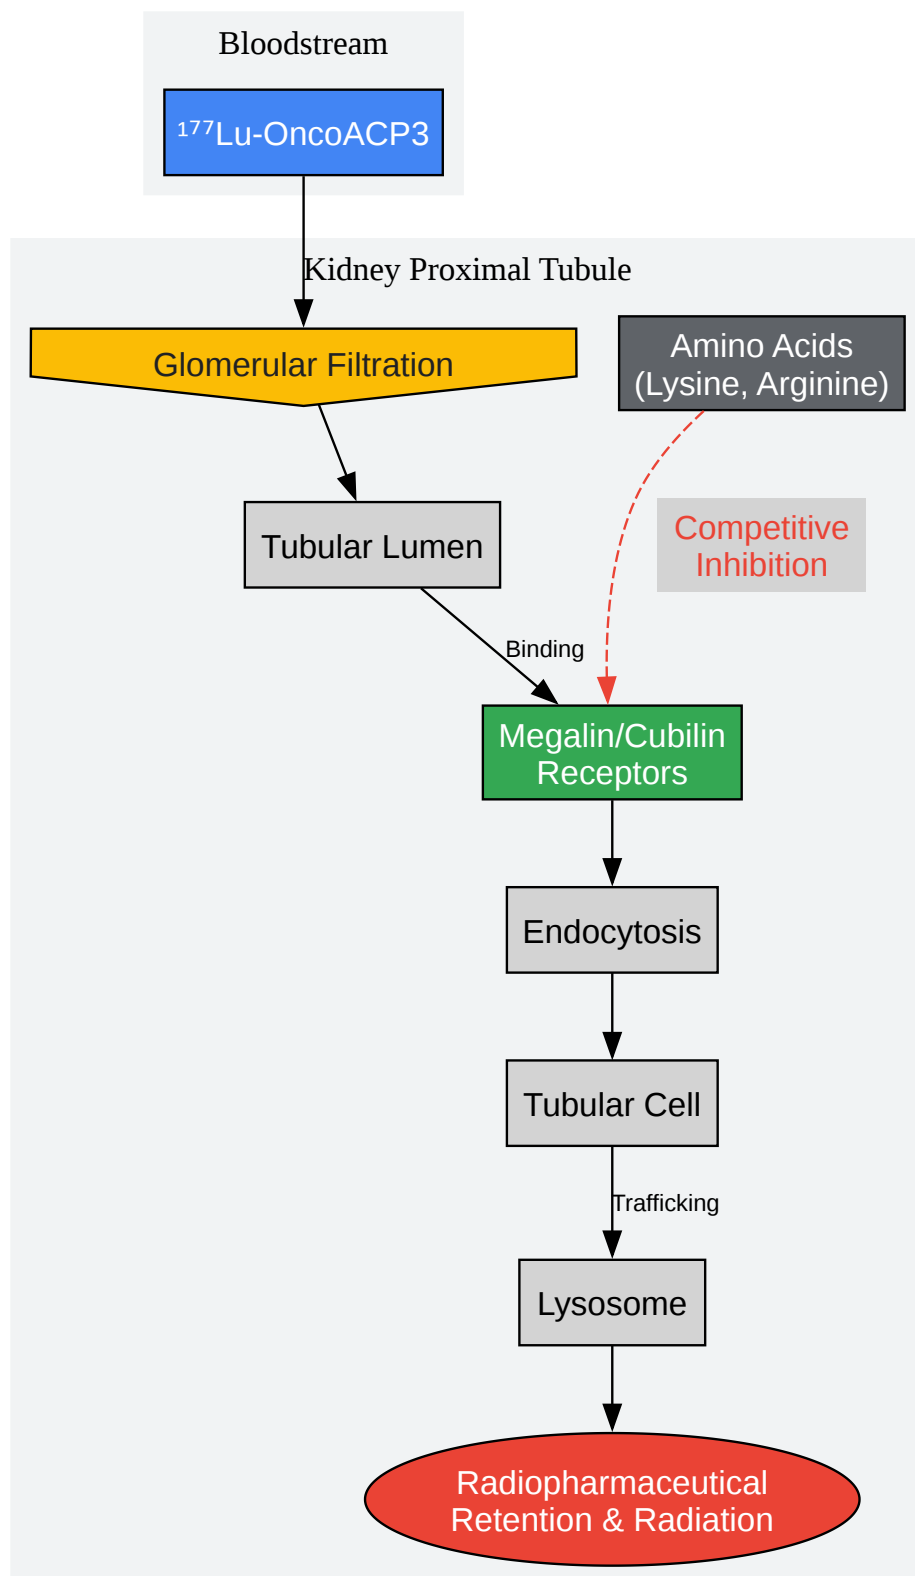 Bloodstream
¹⁷⁷Lu-OncoACP3
Kidney Proximal Tubule
Glomerular Filtration
Amino Acids
(Lysine, Arginine)
Tubular Lumen
Competitive
Inhibition
Binding
Megalin/Cubilin
Receptors
Endocytosis
Tubular Cell
Trafficking
Lysosome
Radiopharmaceutical
Retention & Radiation